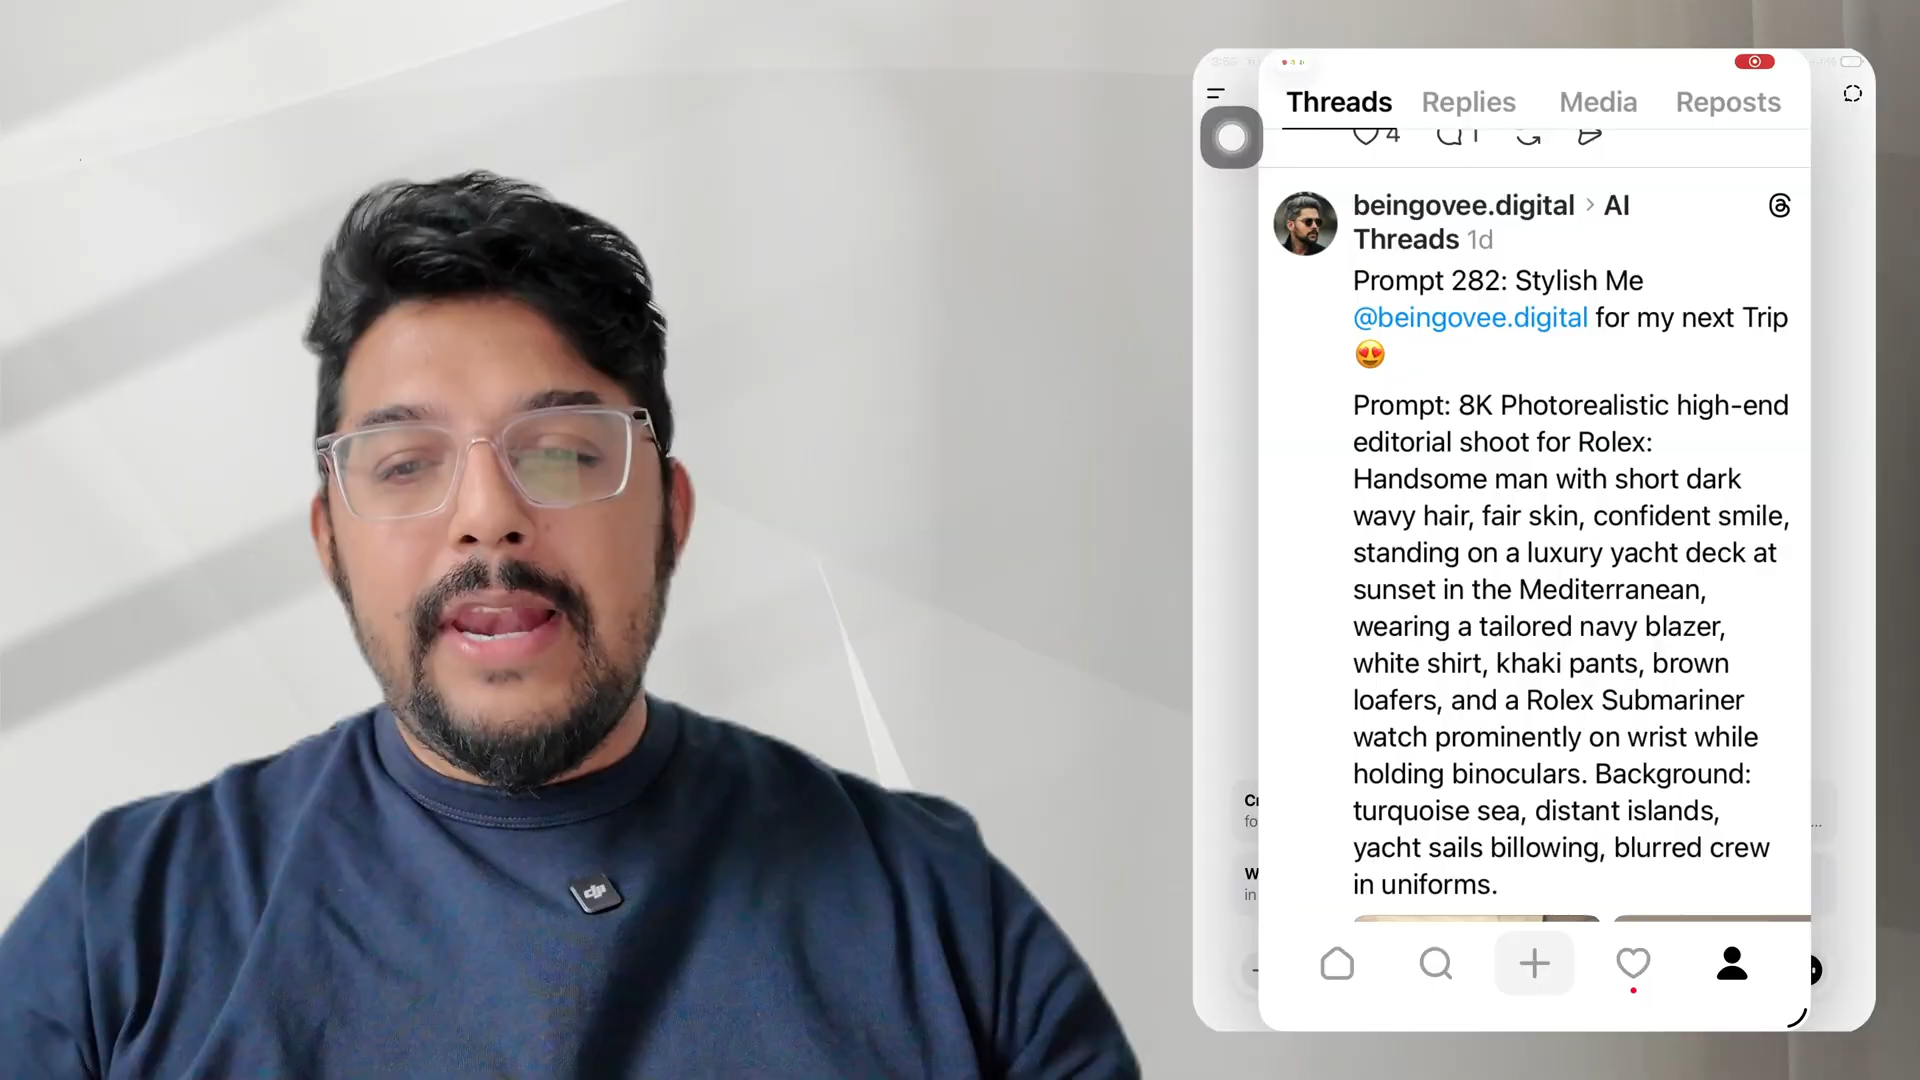 Threads Replies Media Reposts
4 1
beingovee.digital > AI
Threads 1d
Prompt 282: Stylish Me
@beingovee.digital for my next Trip
😍
Prompt: 8K Photorealistic high-end
editorial shoot for Rolex:
Handsome man with short dark
wavy hair, fair skin, confident smile,
standing on a luxury yacht deck at
sunset in the Mediterranean,
wearing a tailored navy blazer,
white shirt, khaki pants, brown
loafers, and a Rolex Submariner
watch prominently on wrist while
holding binoculars. Background:
turquoise sea, distant islands,
yacht sails billowing, blurred crew
in uniforms.
dji